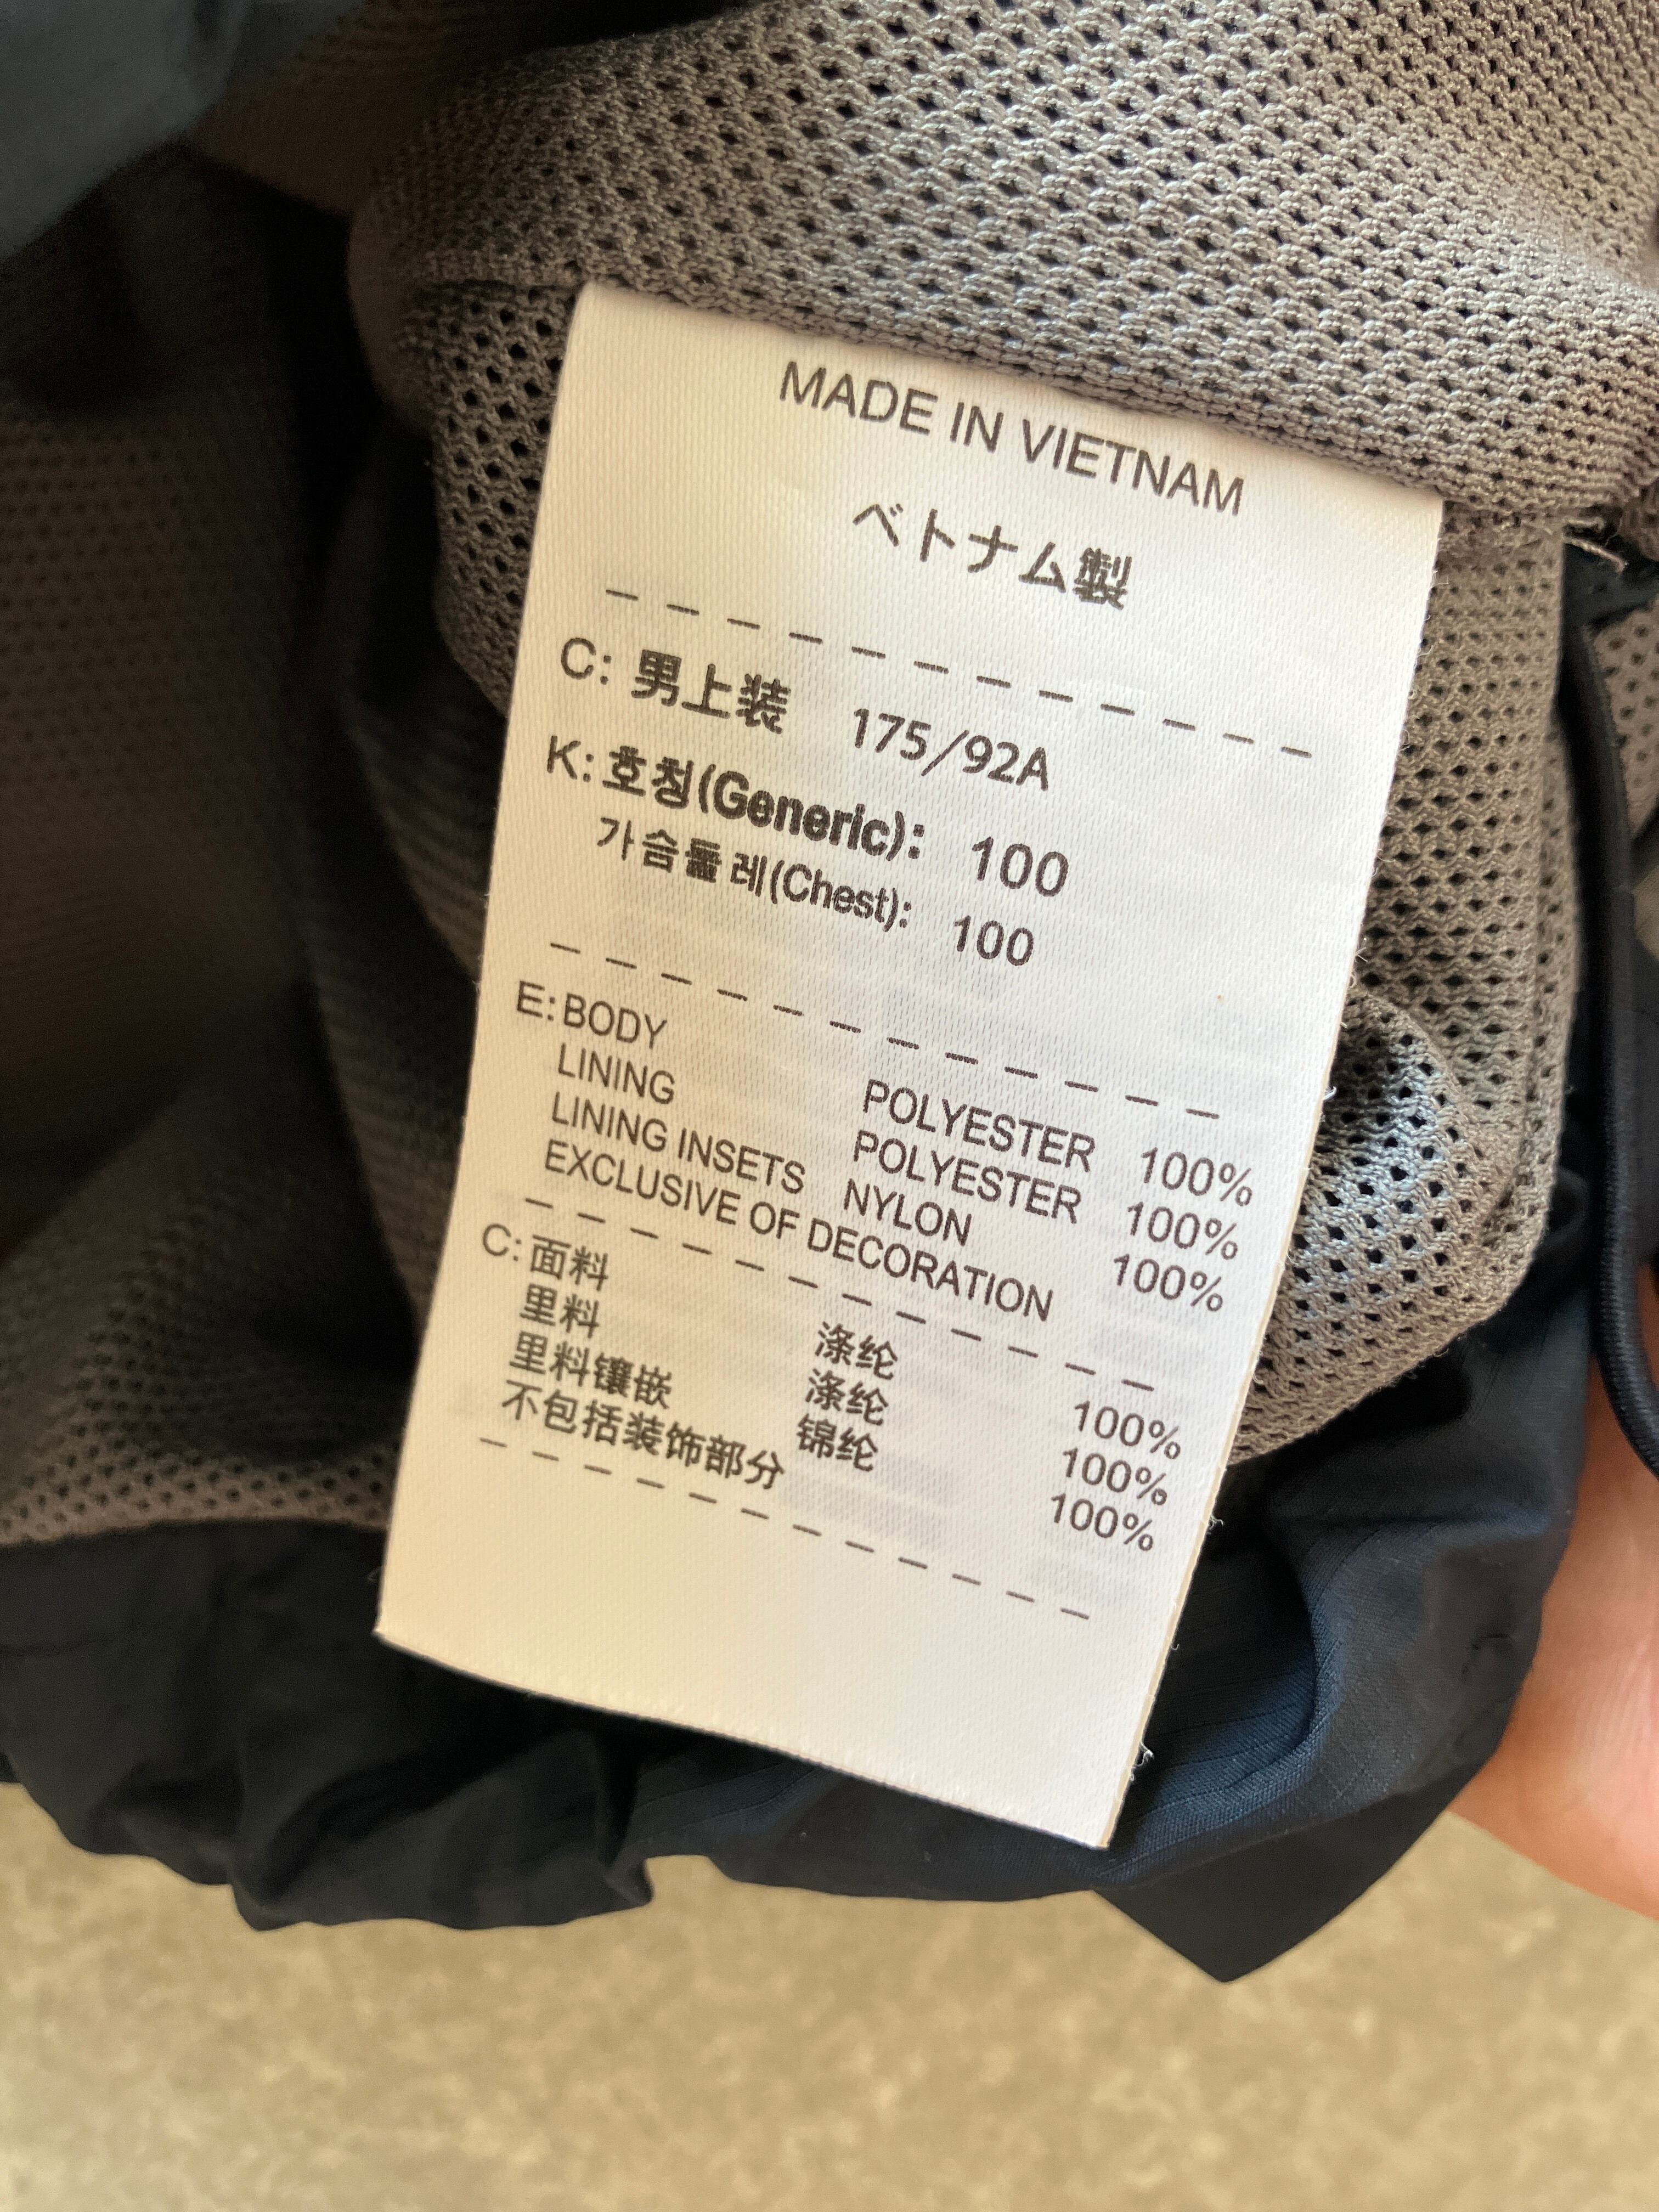 MADE IN VIETNAM
ベトナム製
C: 男上装 175/92A
K: 호칭(Generic): 100
가슴둘레(Chest): 100
E: BODY POLYESTER 100%
LINING POLYESTER 100%
LINING INSETS NYLON 100%
EXCLUSIVE OF DECORATION
C: 面料 涤纶 100%
里料 涤纶 100%
里料镶嵌 锦纶 100%
不包括装饰部分